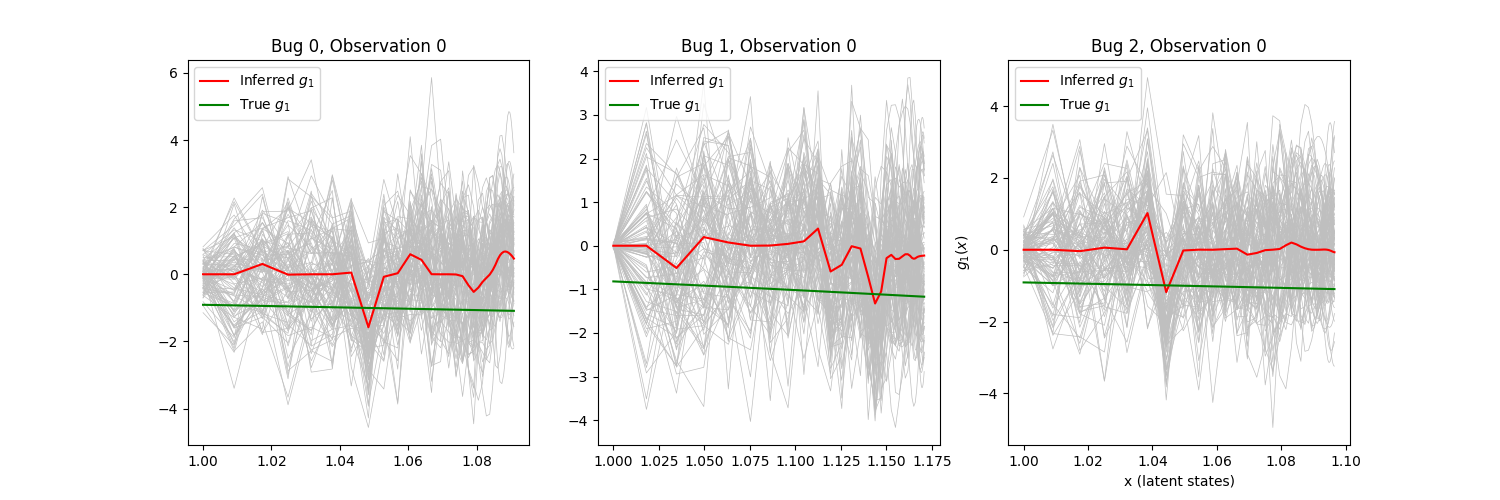 Bug 0, Observation 0
Inferred g₁
True g₁
6
4
2
0
−2
−4
1.00 1.02 1.04 1.06 1.08
Bug 1, Observation 0
Inferred g₁
True g₁
4
3
2
1
0
−1
−2
−3
−4
1.000 1.025 1.050 1.075 1.100 1.125 1.150 1.175
Bug 2, Observation 0
Inferred g₁
True g₁
g₁(x)
4
2
0
−2
−4
1.00 1.02 1.04 1.06 1.08 1.10
x (latent states)